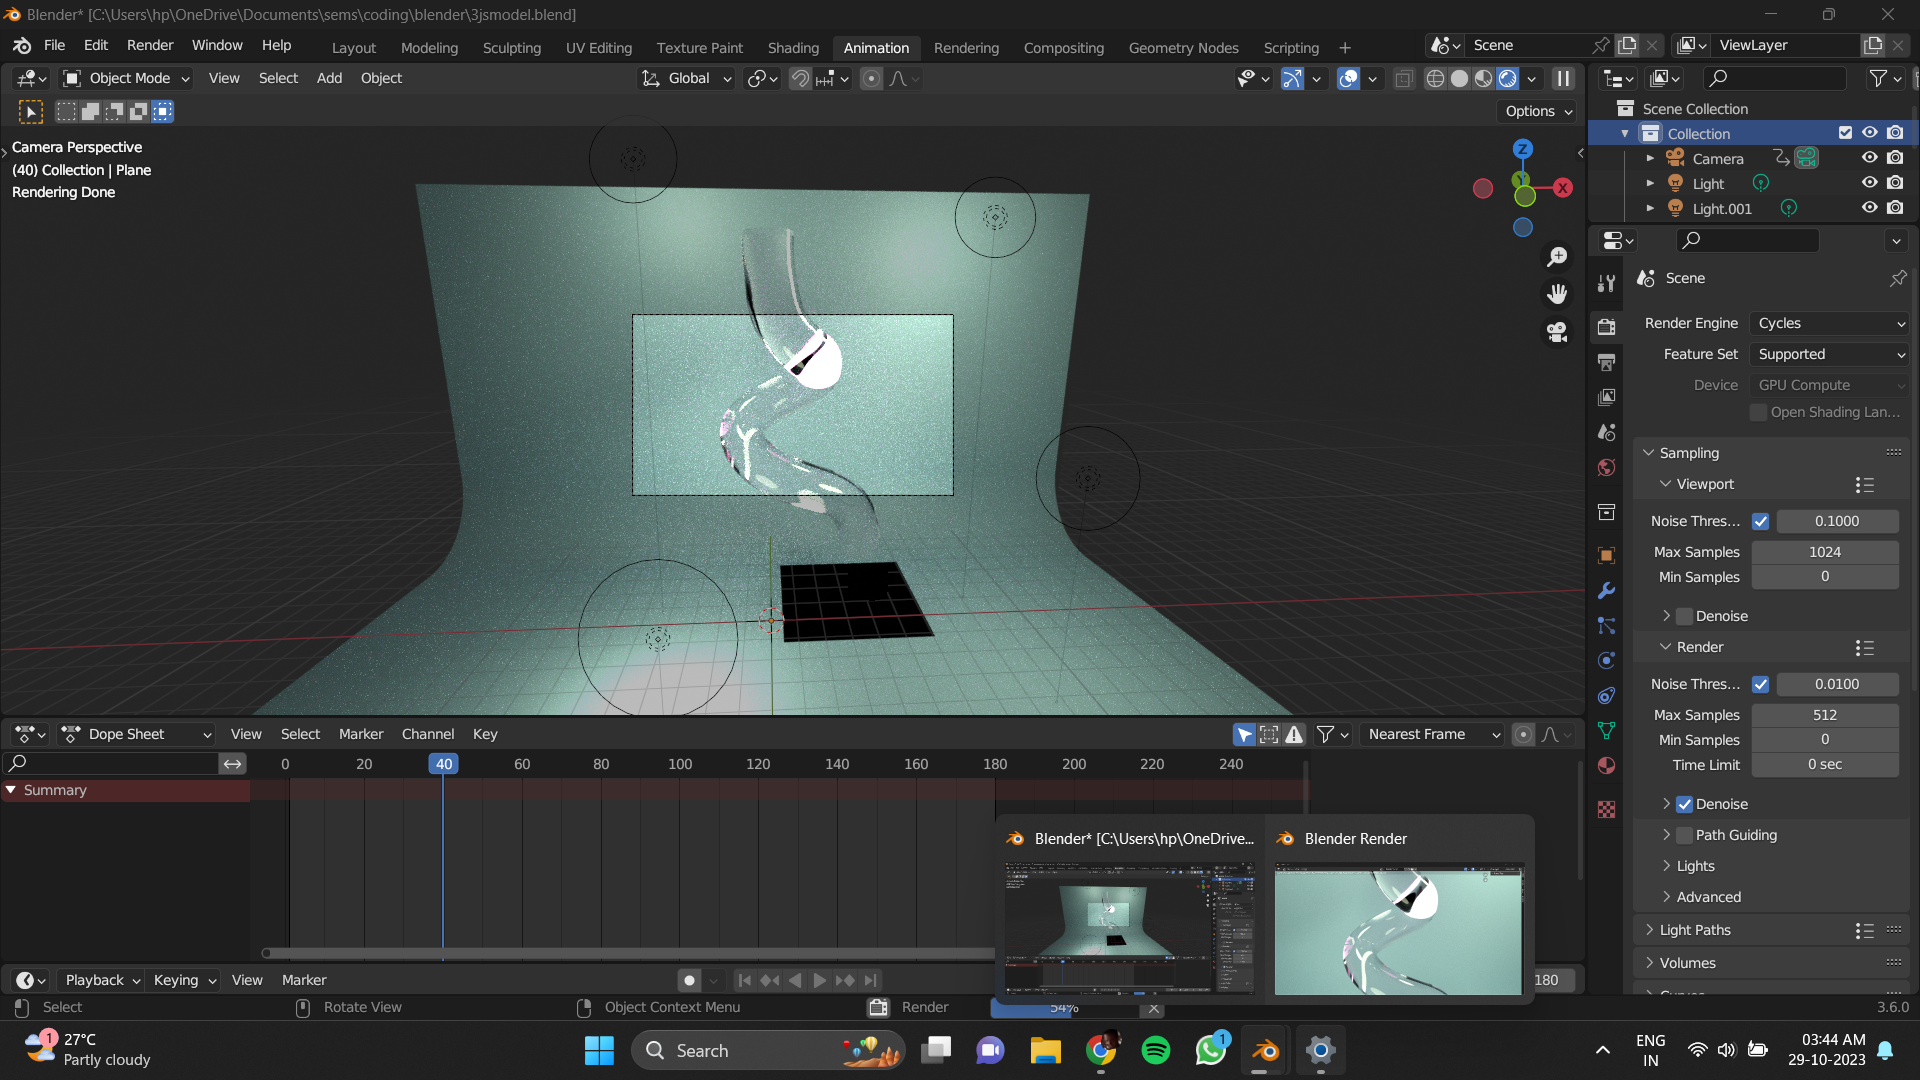 Blender* [C:\Users\hp\OneDrive\Documents\sems\coding\blender\3jsmodel.blend]
File Edit Render Window Help
Layout Modeling Sculpting UV Editing Texture Paint Shading Animation Rendering Compositing Geometry Nodes Scripting +
Scene
ViewLayer
Object Mode View Select Add Object
Global
Options
Camera Perspective
(40) Collection | Plane
Rendering Done
Z
Y
X
Scene Collection
Collection
Camera
Light
Light.001
Scene
Render Engine Cycles
Feature Set Supported
Device GPU Compute
Open Shading Lan...
Sampling
Viewport
Noise Thres... 0.1000
Max Samples 1024
Min Samples 0
Denoise
Render
Noise Thres... 0.0100
Max Samples 512
Min Samples 0
Time Limit 0 sec
Denoise
Path Guiding
Lights
Advanced
Light Paths
Volumes
Dope Sheet View Select Marker Channel Key
Nearest Frame
0 20 40 60 80 100 120 140 160 180 200 220 240
Summary
Blender* [C:\Users\hp\OneDrive...
Blender Render
Playback Keying View Marker
180
Select Rotate View Object Context Menu Render 54% 3.6.0
1
27°C
Partly cloudy
Search
1
ENG
IN
03:44 AM
29-10-2023